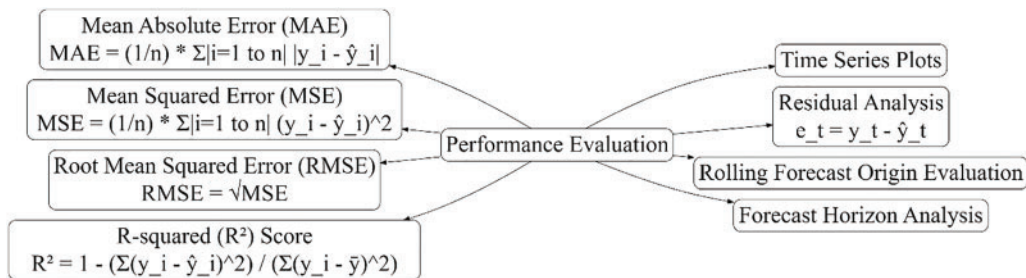 Mean Absolute Error (MAE)
MAE = (1/n) * Σ|i=1 to n| |y_i - ŷ_i|
Mean Squared Error (MSE)
MSE = (1/n) * Σ|i=1 to n| (y_i - ŷ_i)^2
Root Mean Squared Error (RMSE)
RMSE = √MSE
R-squared (R²) Score
R² = 1 - (Σ(y_i - ŷ_i)^2) / (Σ(y_i - ȳ)^2)
Performance Evaluation
Time Series Plots
Residual Analysis
e_t = y_t - ŷ_t
Rolling Forecast Origin Evaluation
Forecast Horizon Analysis